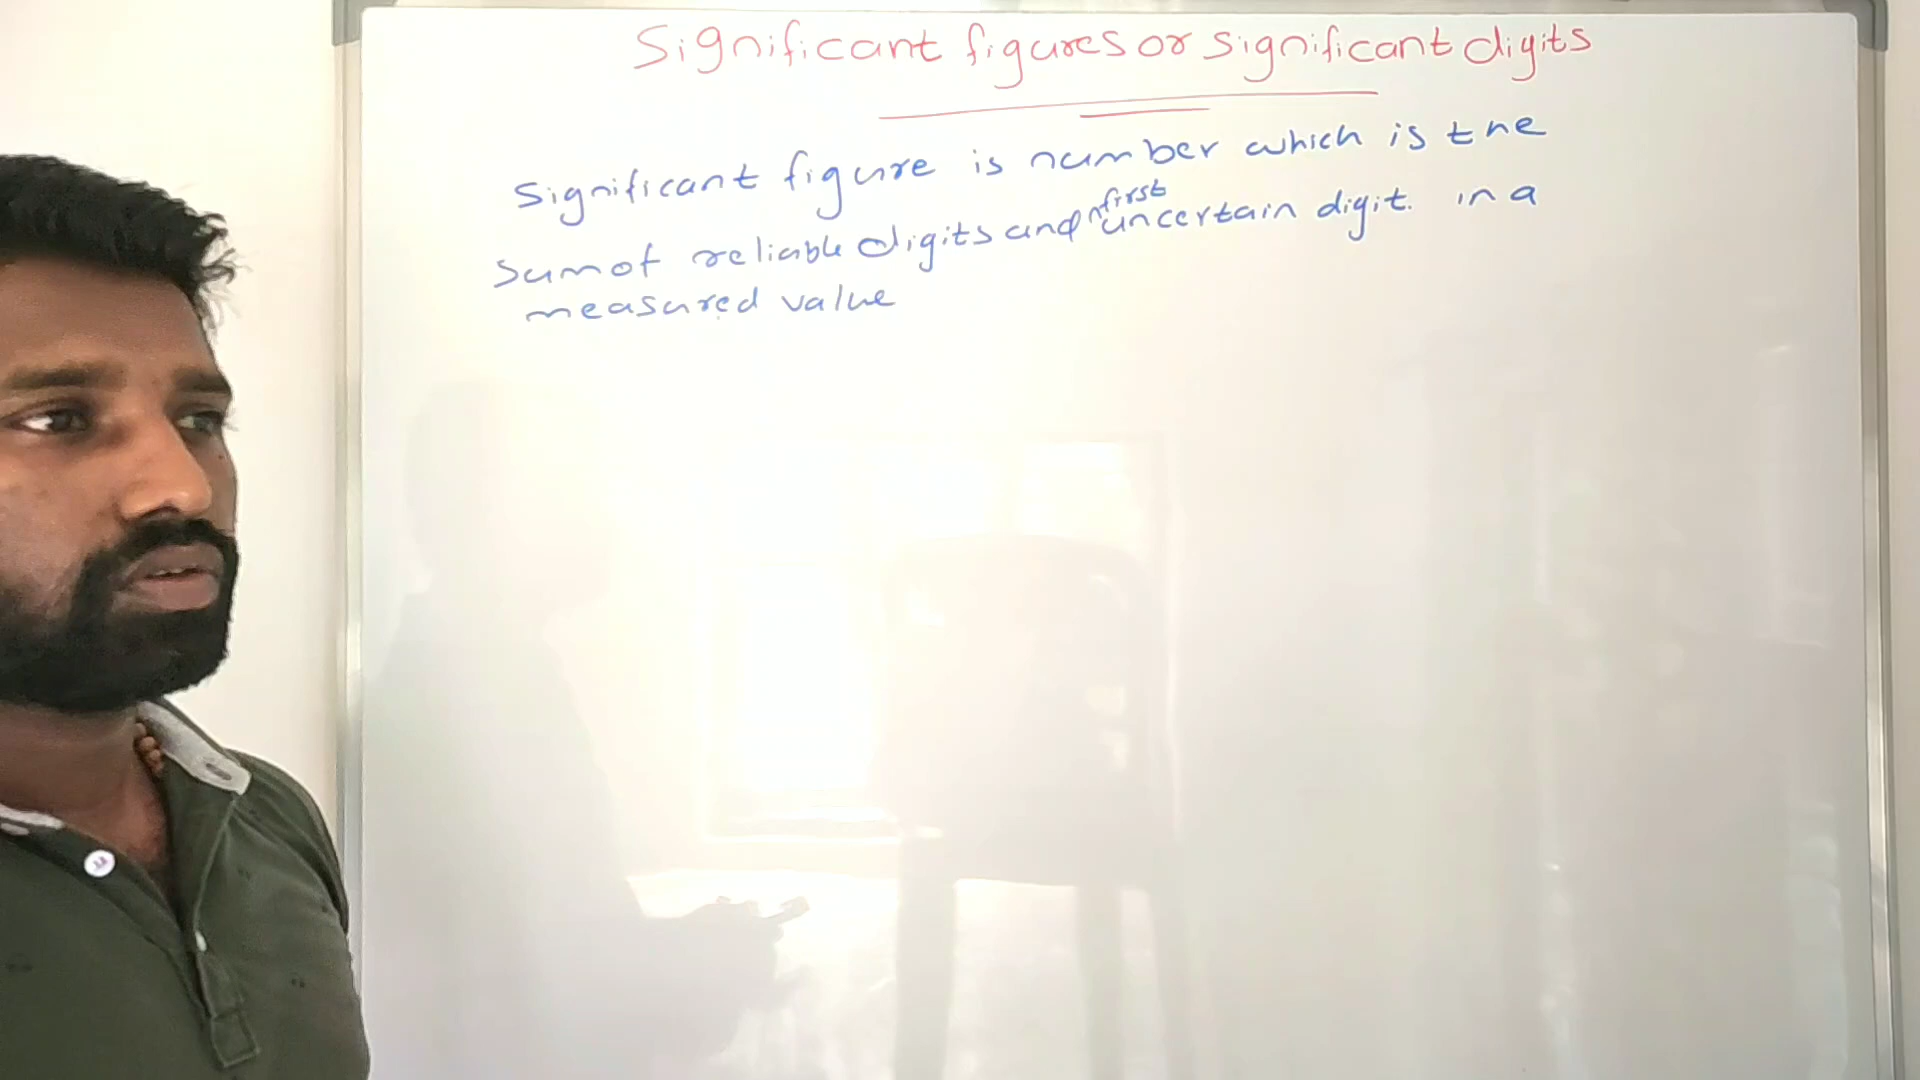 Significant figures or significant digits
Significant figure is number which is the
sum of reliable digits and first uncertain digit. in a
measured value